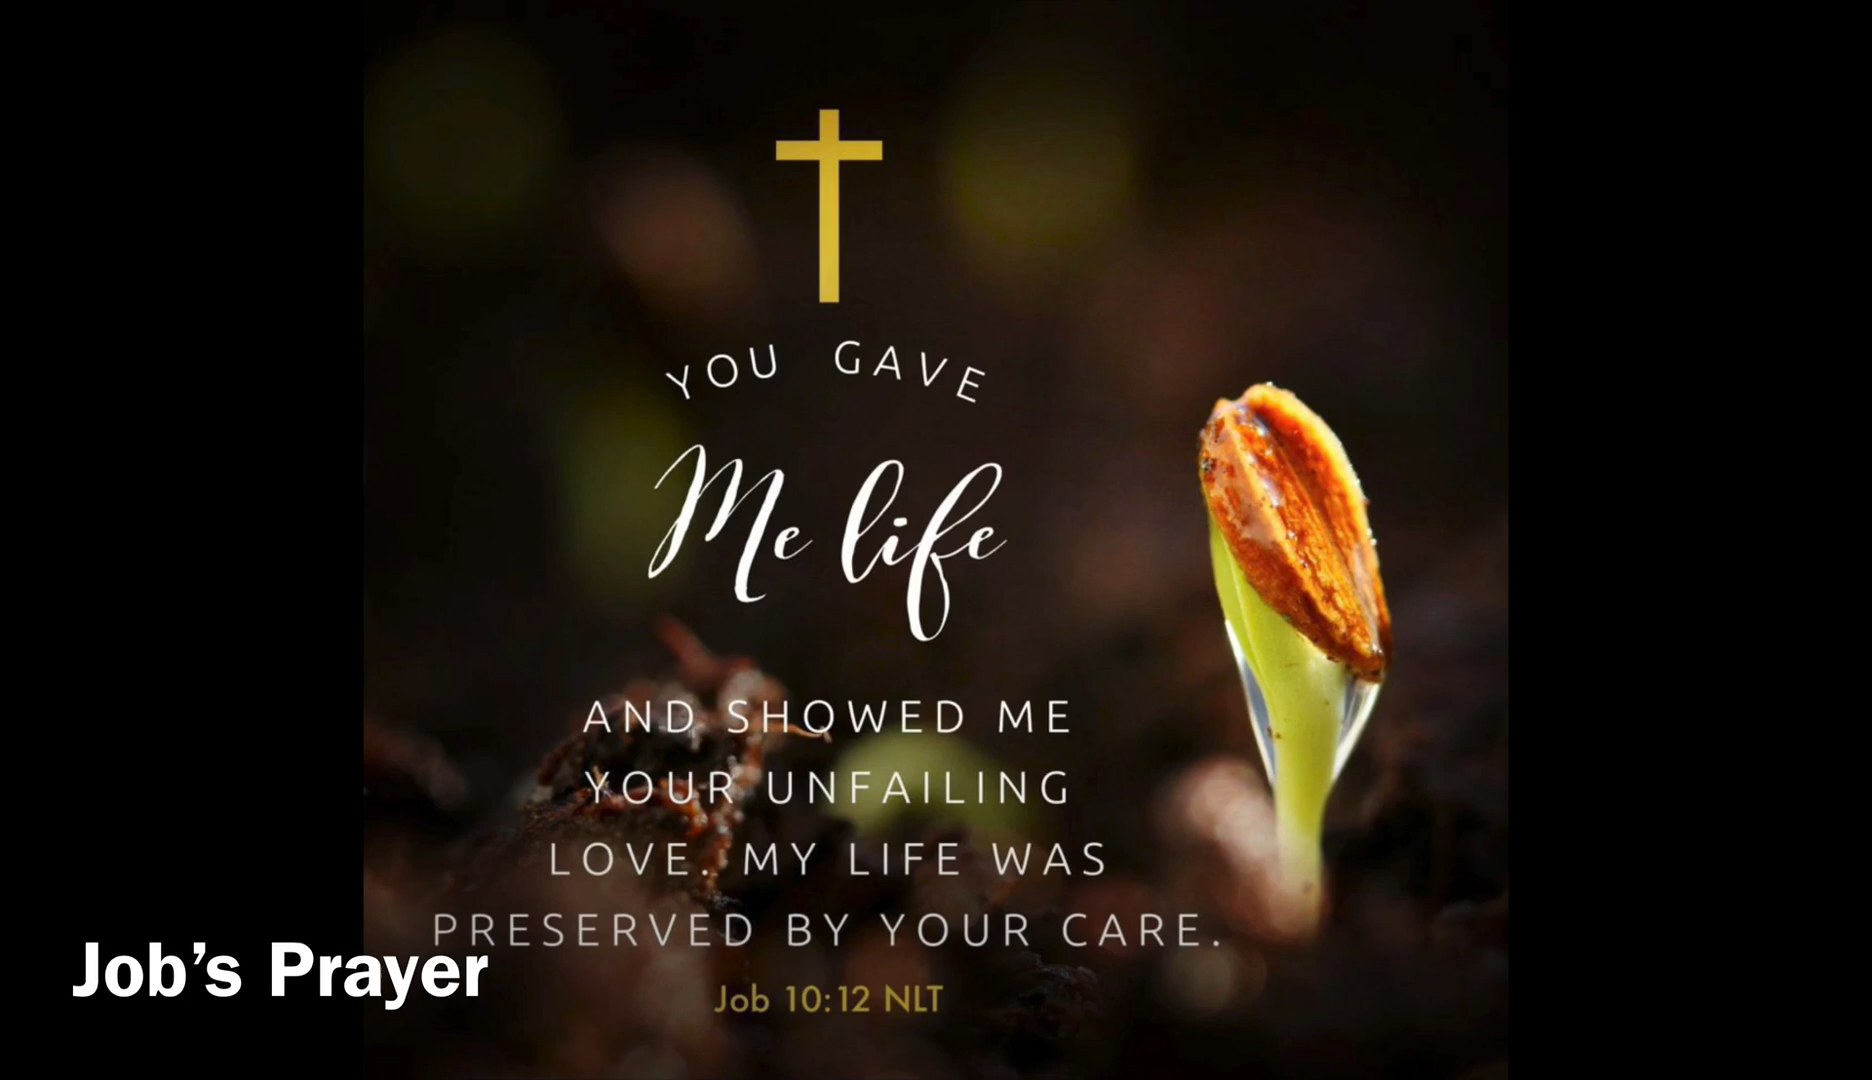 YOU GAVE
Me life
AND SHOWED ME
YOUR UNFAILING
LOVE. MY LIFE WAS
PRESERVED BY YOUR CARE.
Job 10:12 NLT
Job’s Prayer